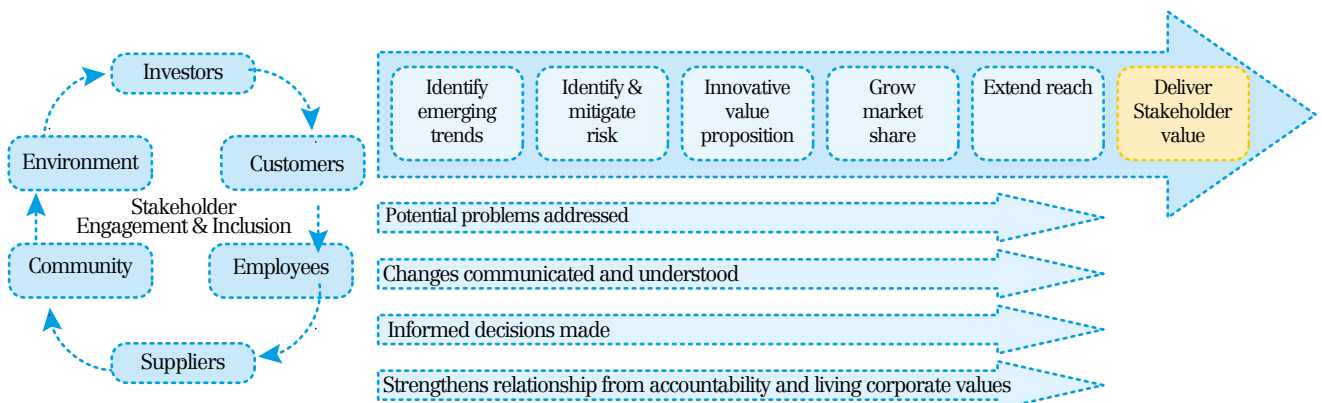 Investors
Customers
Employees
Suppliers
Community
Environment
Stakeholder
Engagement & Inclusion
Identify
emerging
trends
Identify &
mitigate
risk
Innovative
value
proposition
Grow
market
share
Extend reach
Deliver
Stakeholder
value
Potential problems addressed
Changes communicated and understood
Informed decisions made
Strengthens relationship from accountability and living corporate values